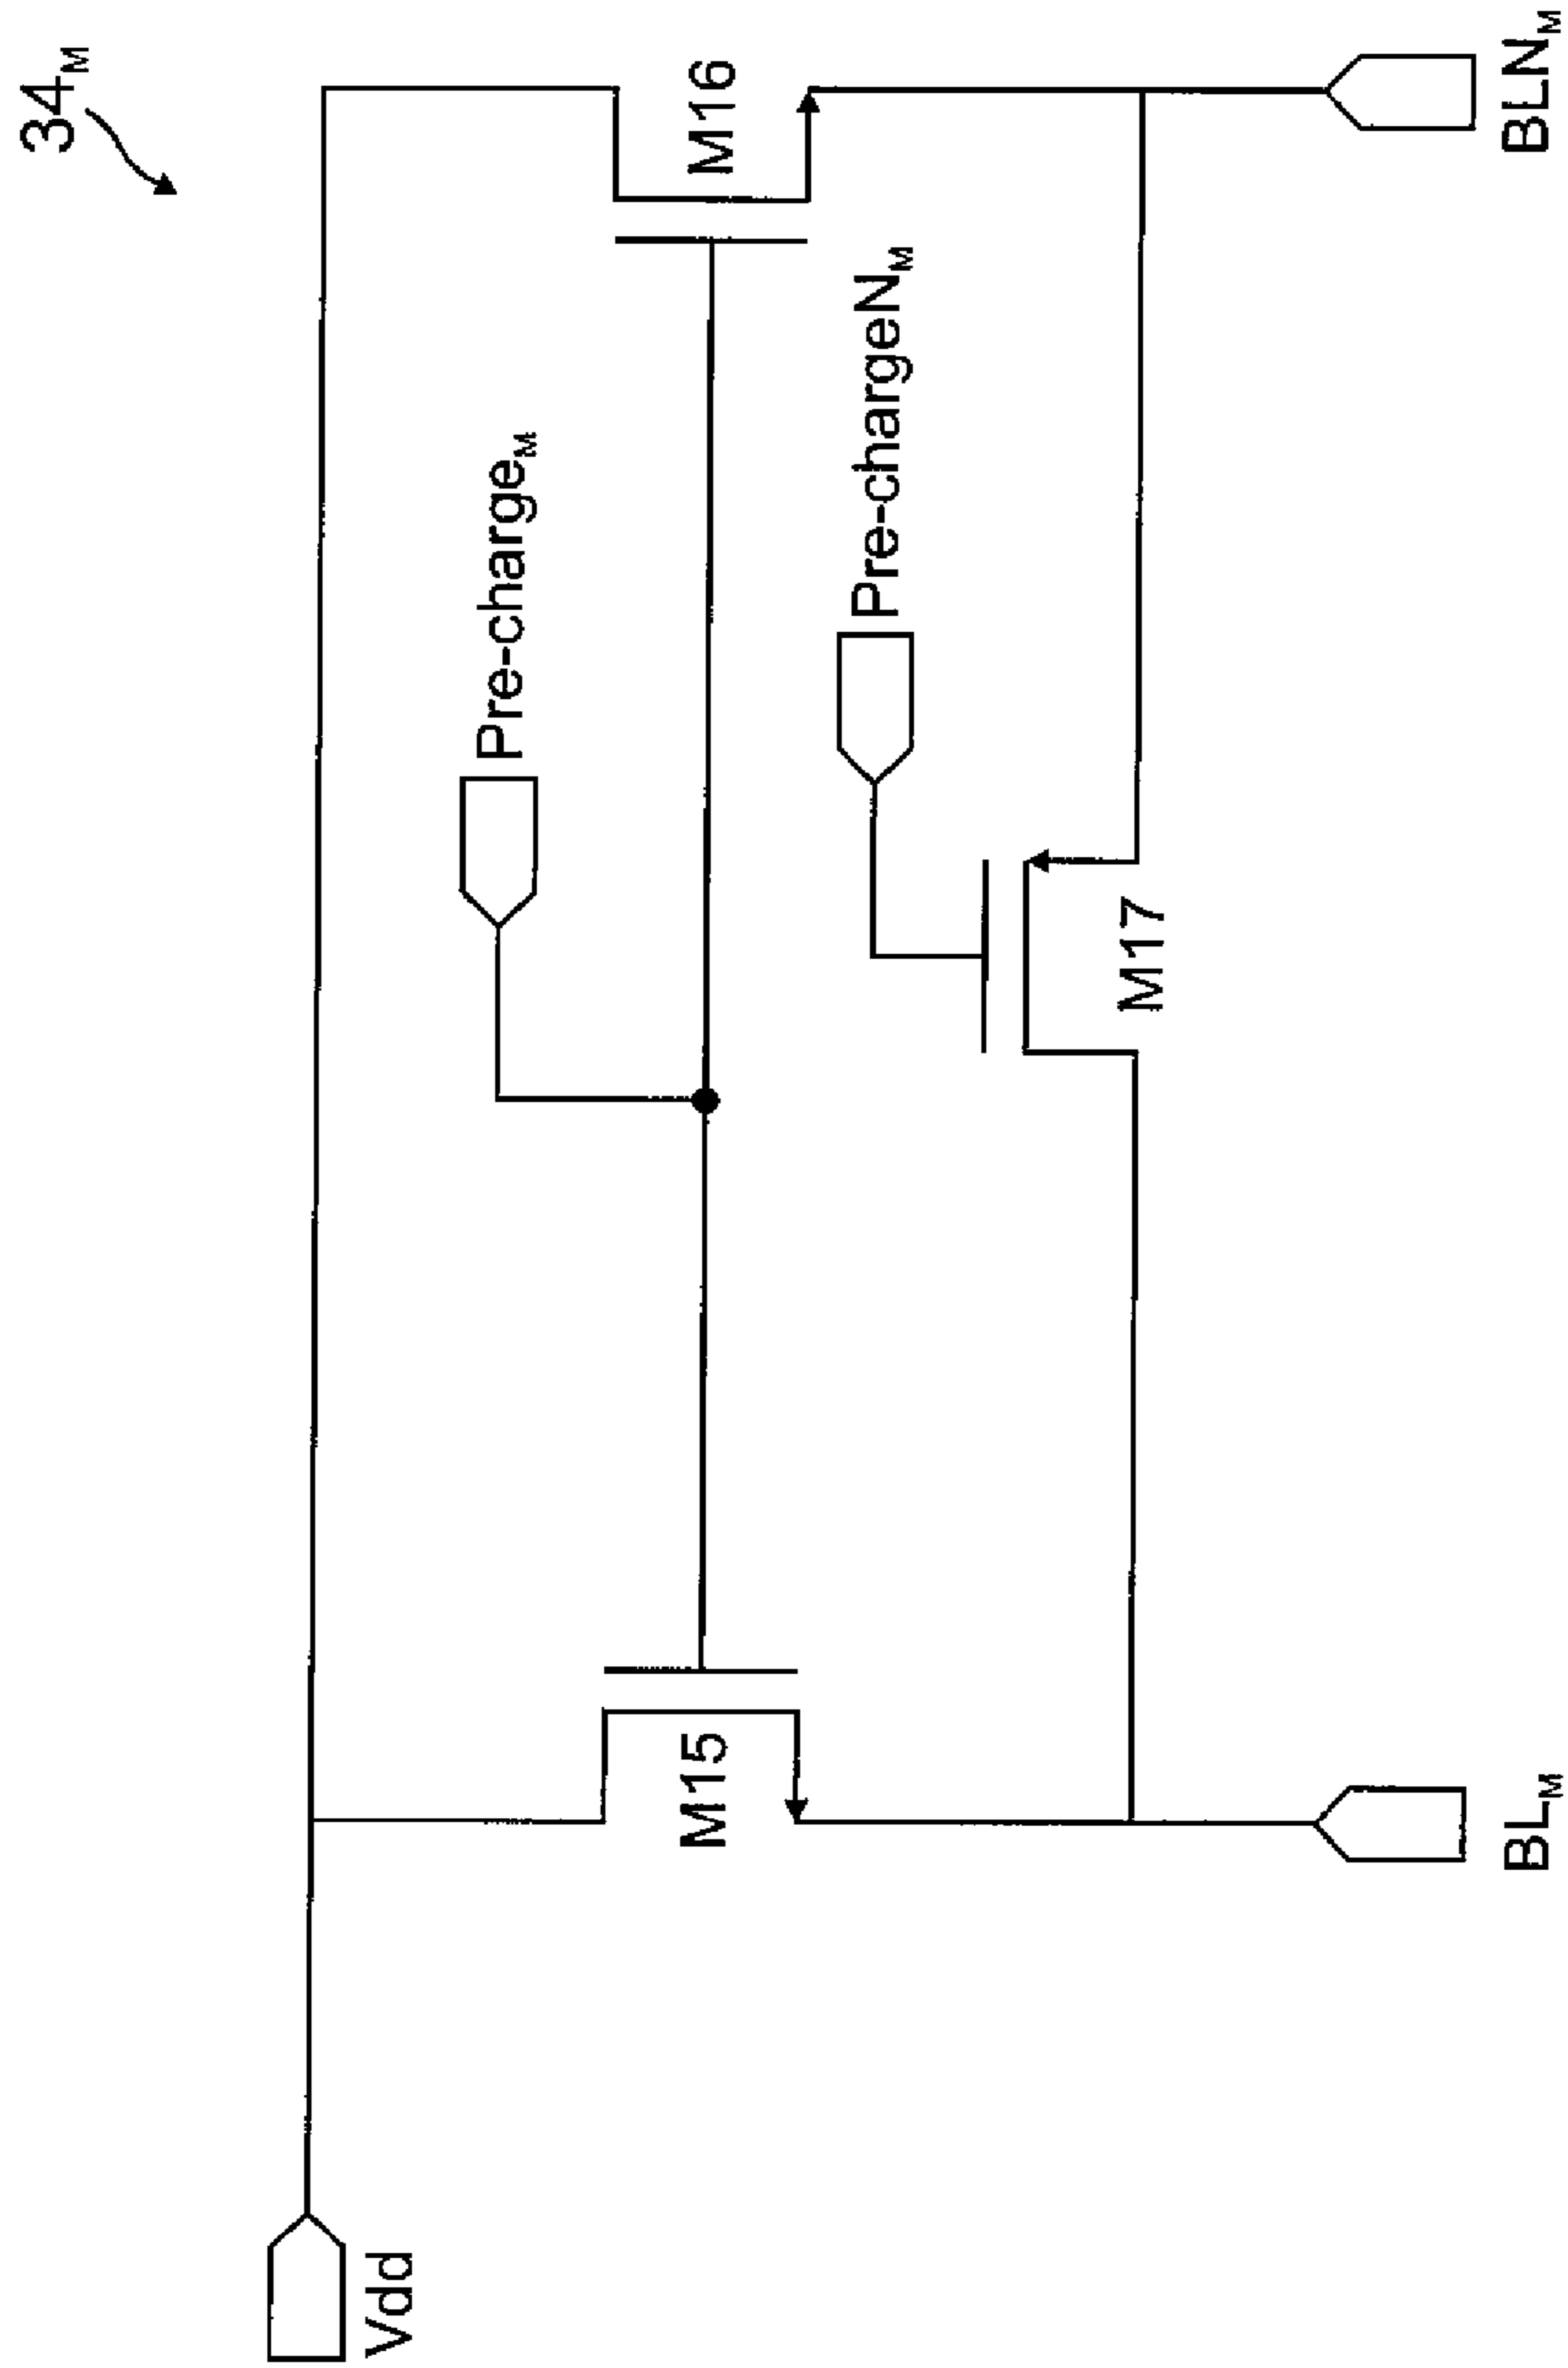 34M
Vdd
Pre-chargeM
M15
M16
Pre-chargeNM
M17
BLM
BLNM